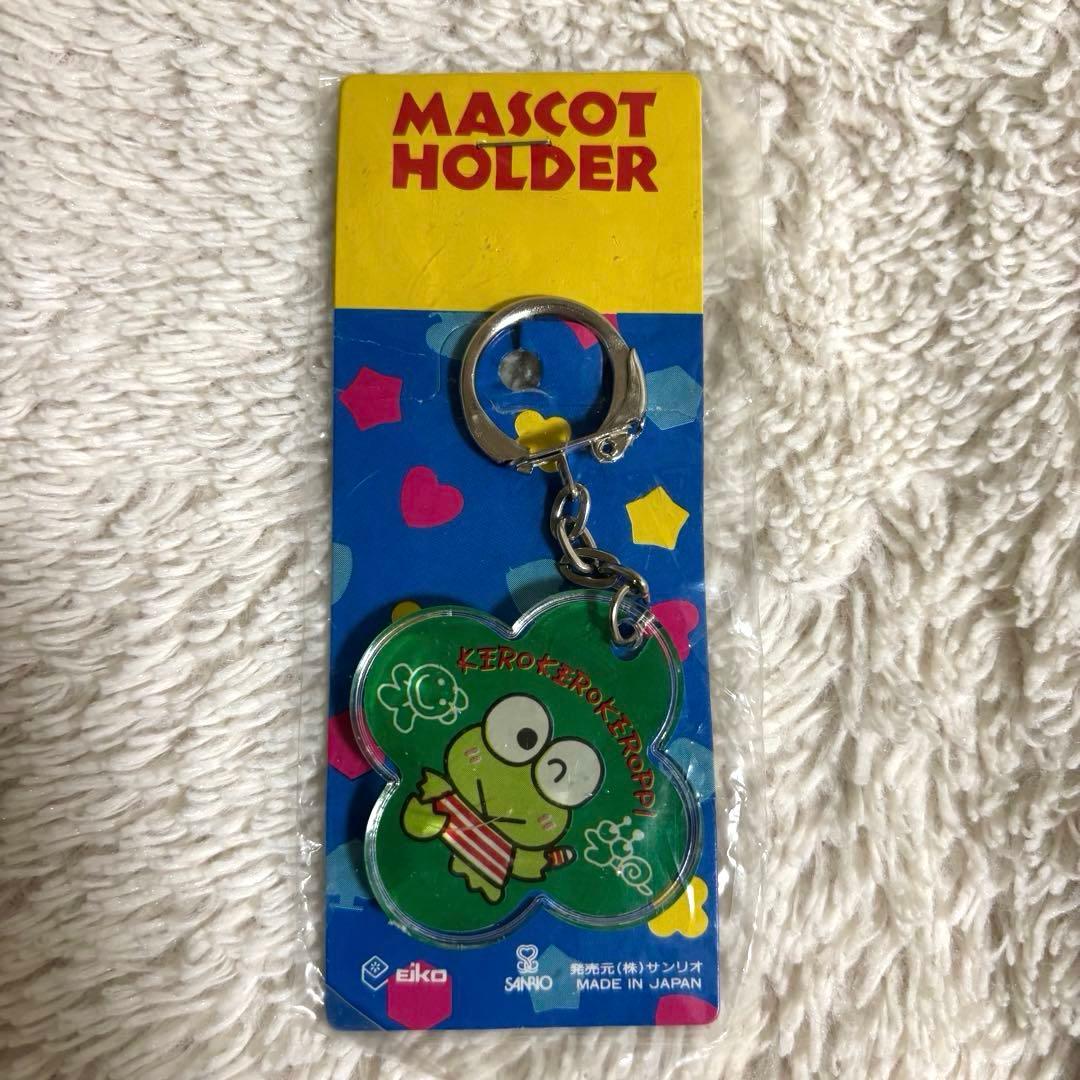 MASCOT
HOLDER
KEROKEROKEROPPI
EIKO
SANRIO
発売元(株)サンリオ
MADE IN JAPAN